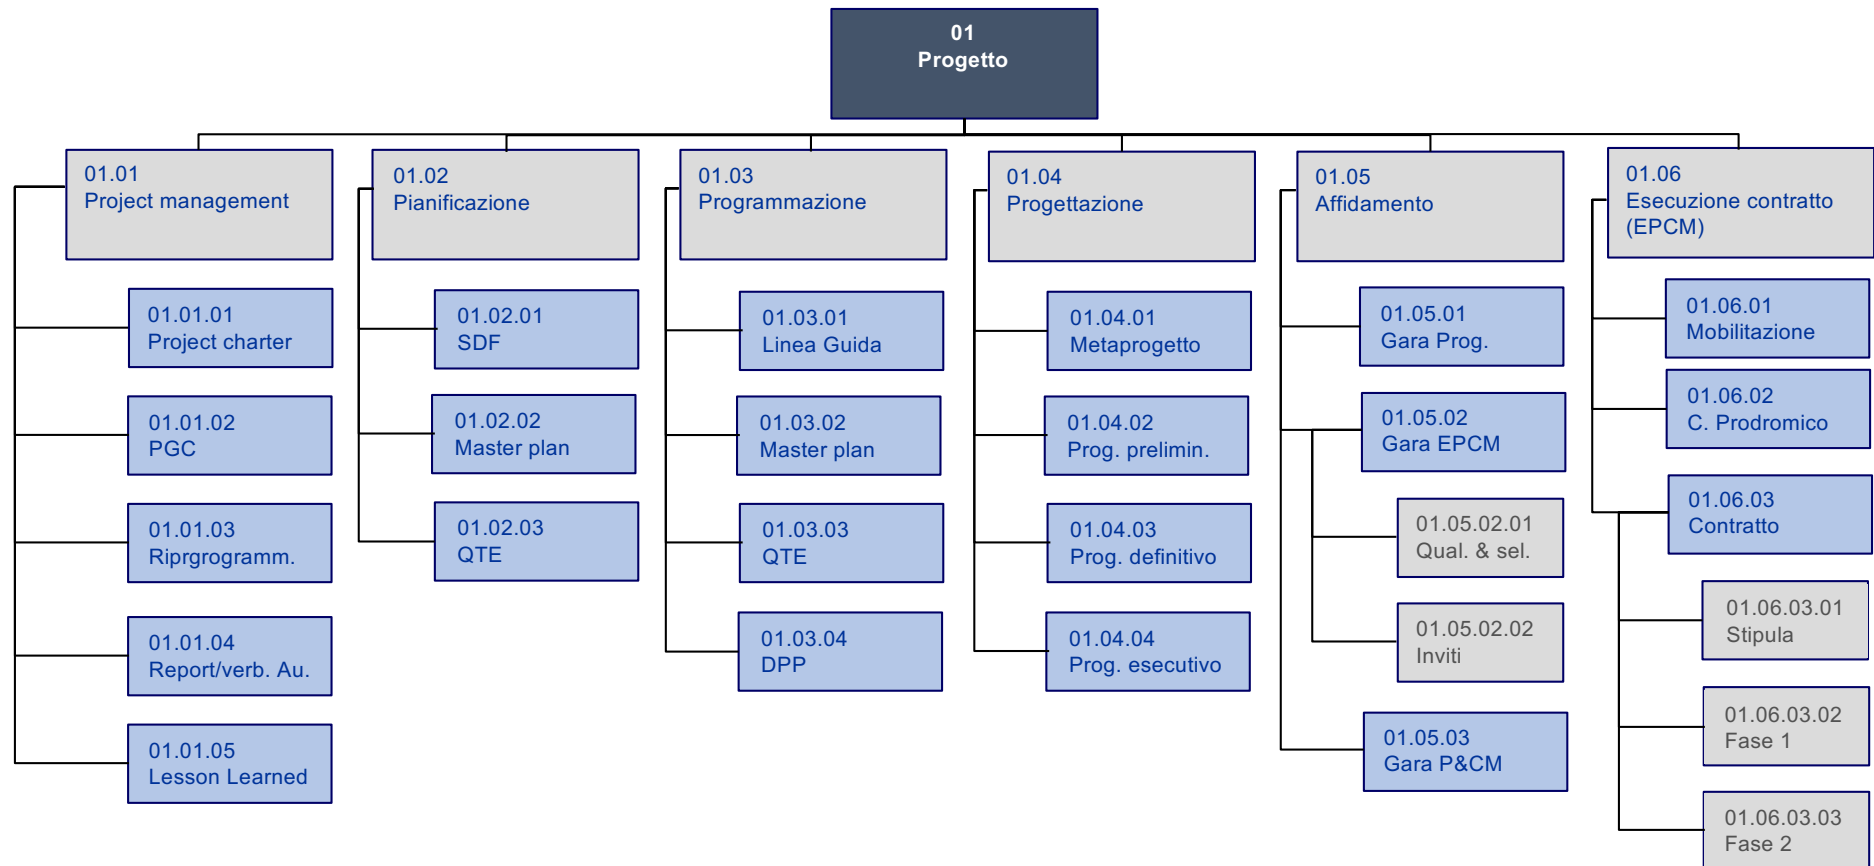 01
Progetto
01.01
Project management
01.01.01
Project charter
01.01.02
PGC
01.01.03
Riprgrogramm.
01.01.04
Report/verb. Au.
01.01.05
Lesson Learned
01.02
Pianificazione
01.02.01
SDF
01.02.02
Master plan
01.02.03
QTE
01.03
Programmazione
01.03.01
Linea Guida
01.03.02
Master plan
01.03.03
QTE
01.03.04
DPP
01.04
Progettazione
01.04.01
Metaprogetto
01.04.02
Prog. prelimin.
01.04.03
Prog. definitivo
01.04.04
Prog. esecutivo
01.05
Affidamento
01.05.01
Gara Prog.
01.05.02
Gara EPCM
01.05.02.01
Qual. & sel.
01.05.02.02
Inviti
01.05.03
Gara P&CM
01.06
Esecuzione contratto
(EPCM)
01.06.01
Mobilitazione
01.06.02
C. Prodromico
01.06.03
Contratto
01.06.03.01
Stipula
01.06.03.02
Fase 1
01.06.03.03
Fase 2